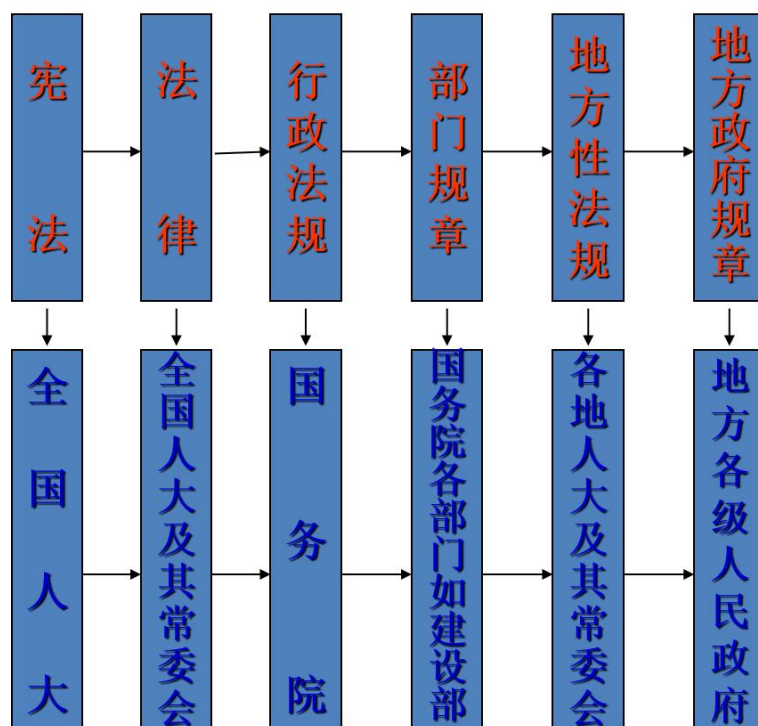 宪法
法律
行政法规
部门规章
地方性法规
地方政府规章
全国人大
全国人大及其常委会
国务院
国务院各部门如建设部
各地人大及其常委会
地方各级人民政府